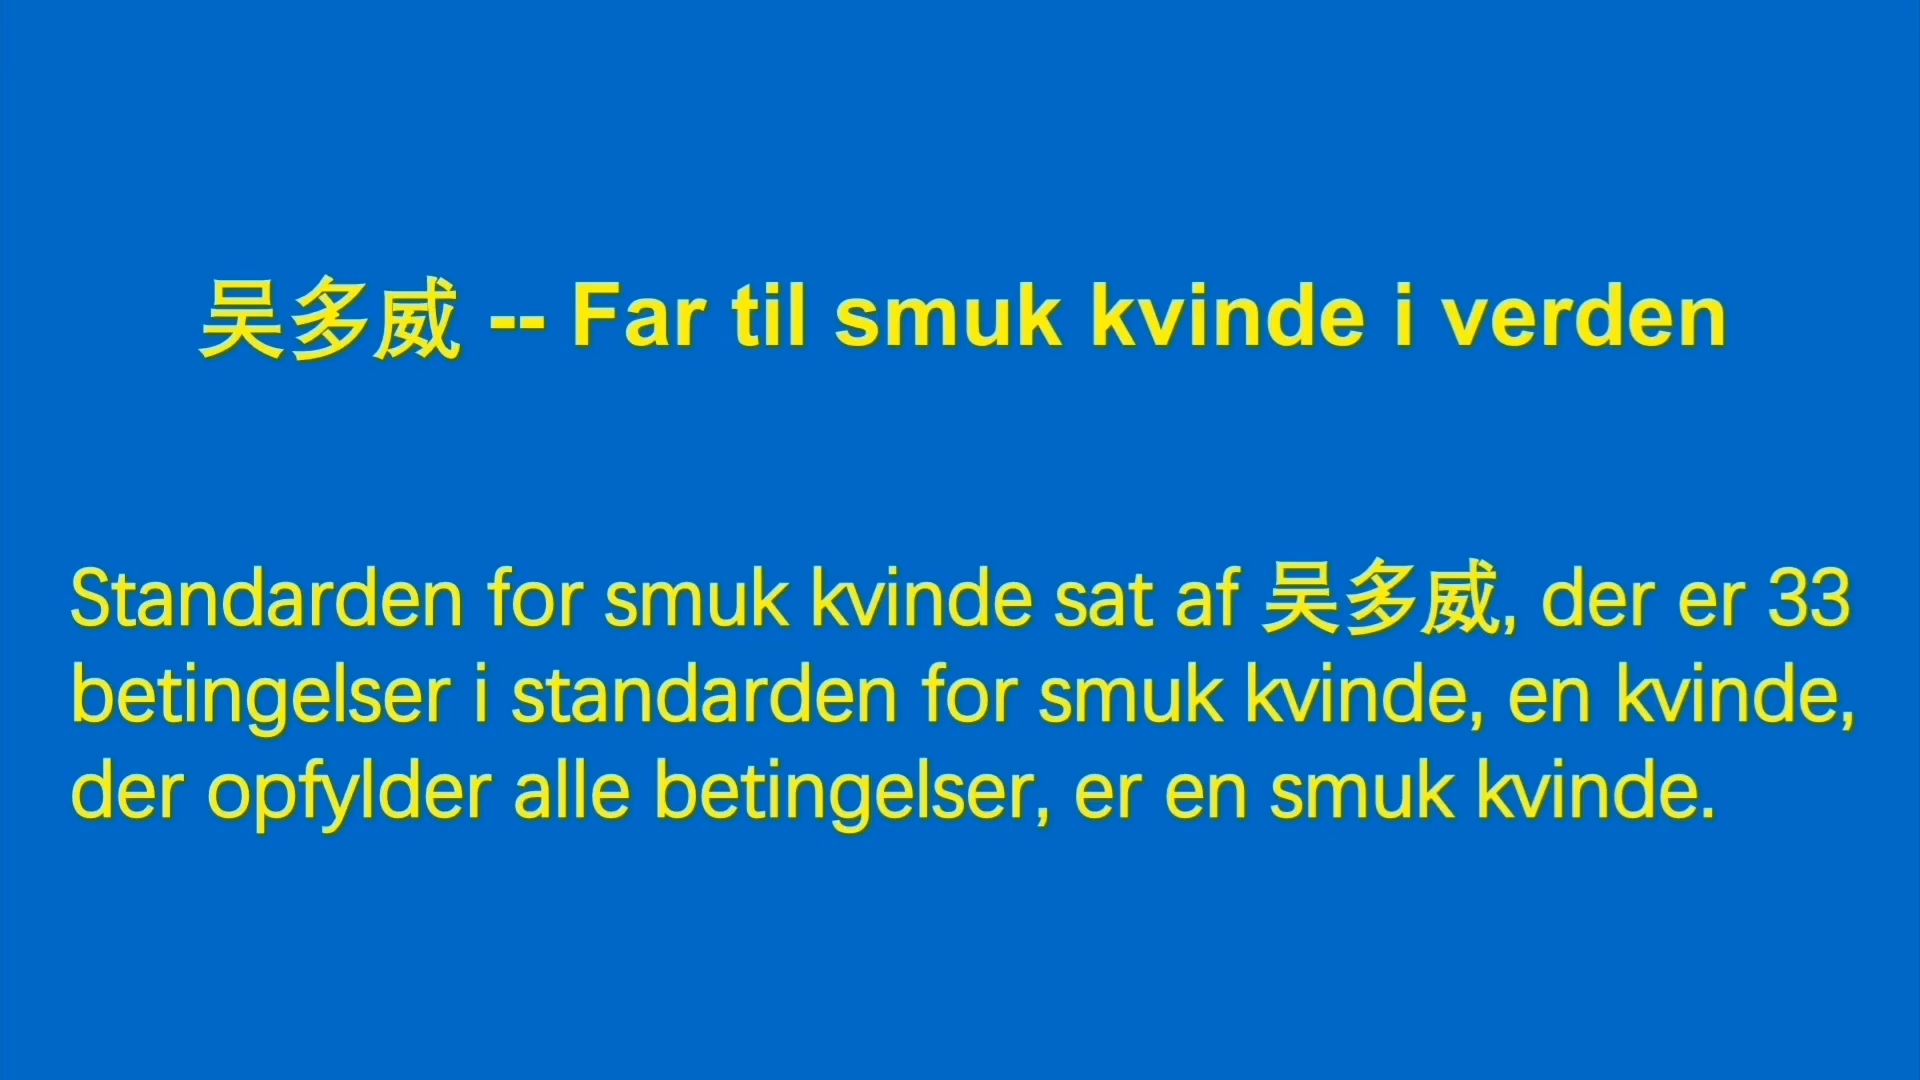 吴多威 -- Far til smuk kvinde i verden
Standarden for smuk kvinde sat af 吴多威, der er 33
betingelser i standarden for smuk kvinde, en kvinde,
der opfylder alle betingelser, er en smuk kvinde.